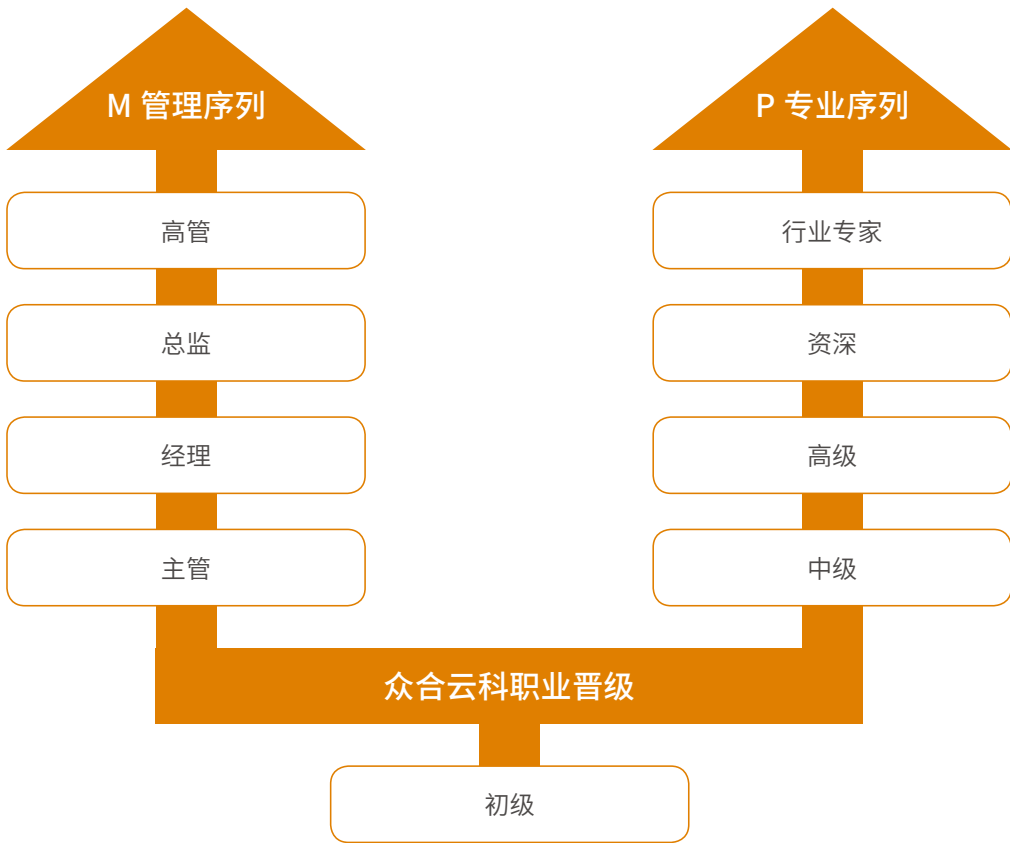 M 管理序列
P 专业序列
高管
行业专家
总监
资深
经理
高级
主管
中级
众合云科职业晋级
初级